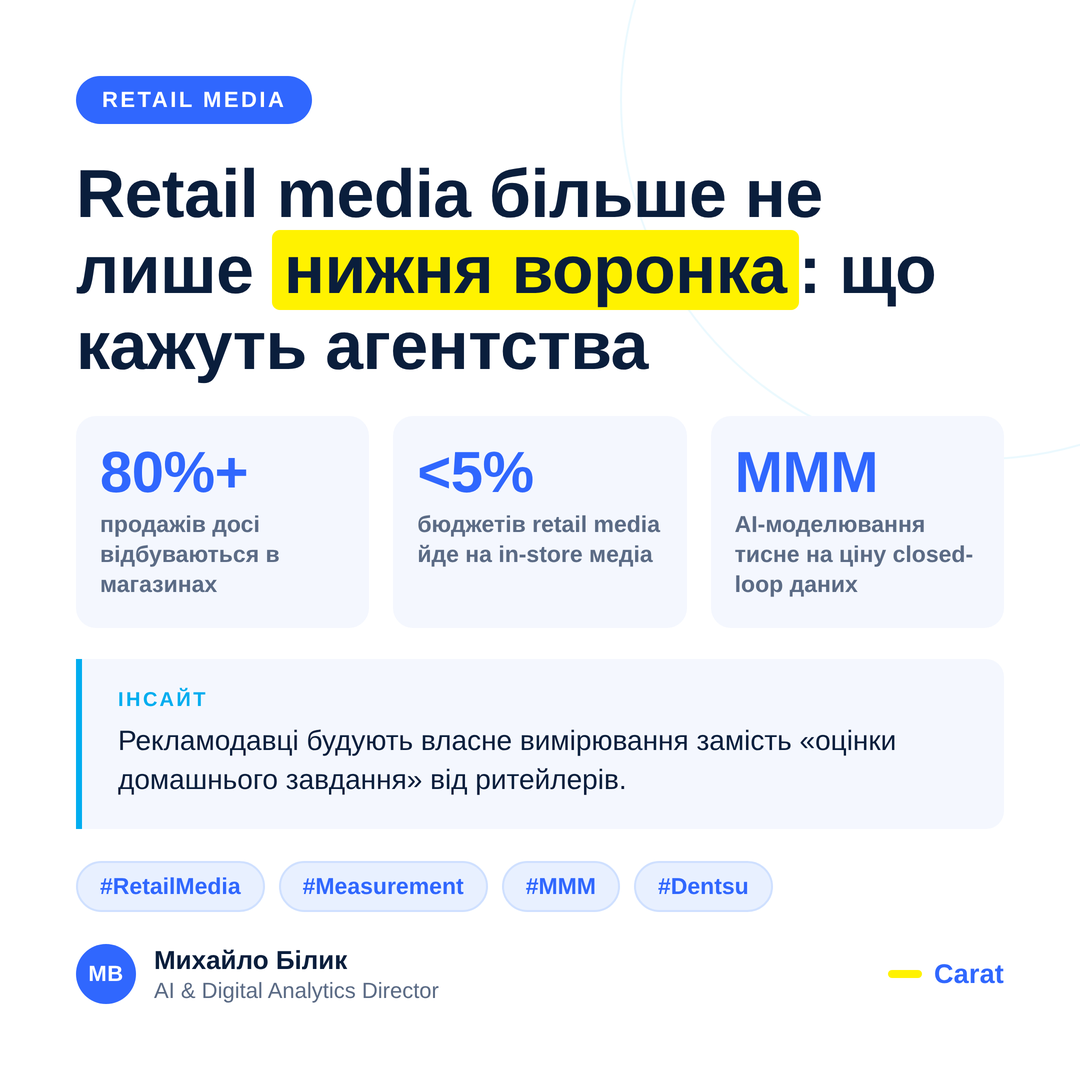 RETAIL MEDIA
Retail media більше не
лише нижня воронка: що
кажуть агентства
80%+
продажів досі
відбуваються в
магазинах
<5%
бюджетів retail media
йде на in-store медіа
MMM
AI-моделювання
тисне на ціну closed-
loop даних
ІНСАЙТ
Рекламодавці будують власне вимірювання замість «оцінки
домашнього завдання» від ритейлерів.
#RetailMedia #Measurement #MMM #Dentsu
MB
Михайло Білик
AI & Digital Analytics Director
Carat